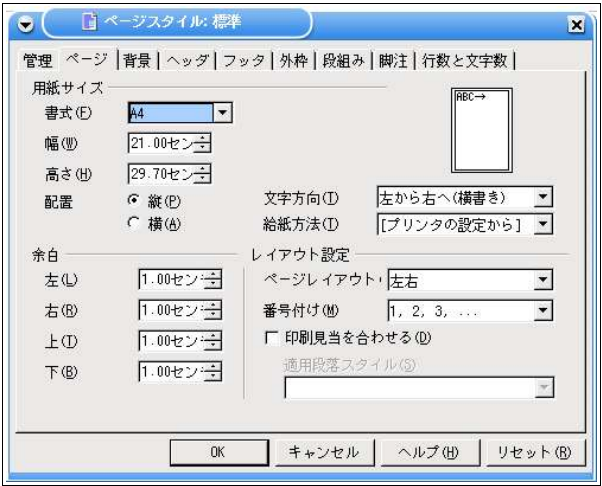 ページスタイル: 標準
管理 ページ 背景 ヘッダ フッタ 外枠 段組み 脚注 行数と文字数
用紙サイズ
書式(F) A4
ABC→
幅(W) 21.00セン
高さ(H) 29.70セン
配置 縦(P) 文字方向(T) 左から右へ(横書き)
横(A) 給紙方法(T) [プリンタの設定から]
余白 レイアウト設定
左(L) 1.00セン ページレイアウト 左右
右(R) 1.00セン 番号付け(M) 1, 2, 3, ...
上(T) 1.00セン 印刷見当を合わせる(D)
適用段落スタイル(S)
下(B) 1.00セン
OK キャンセル ヘルプ(H) リセット(R)